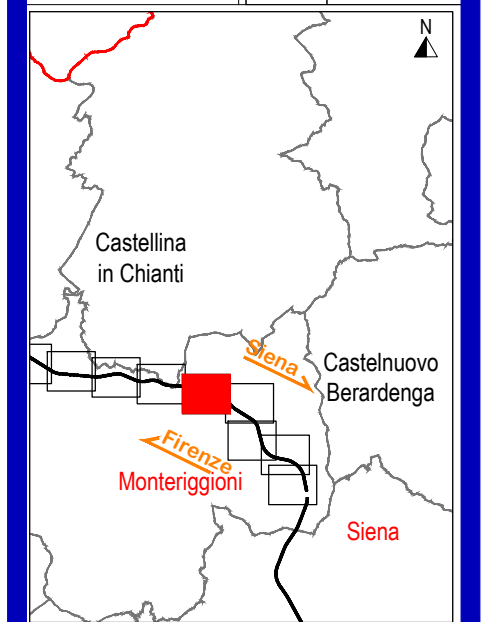 N
Castellina
in Chianti
Siena
Castelnuovo
Berardenga
Firenze
Monteriggioni
Siena